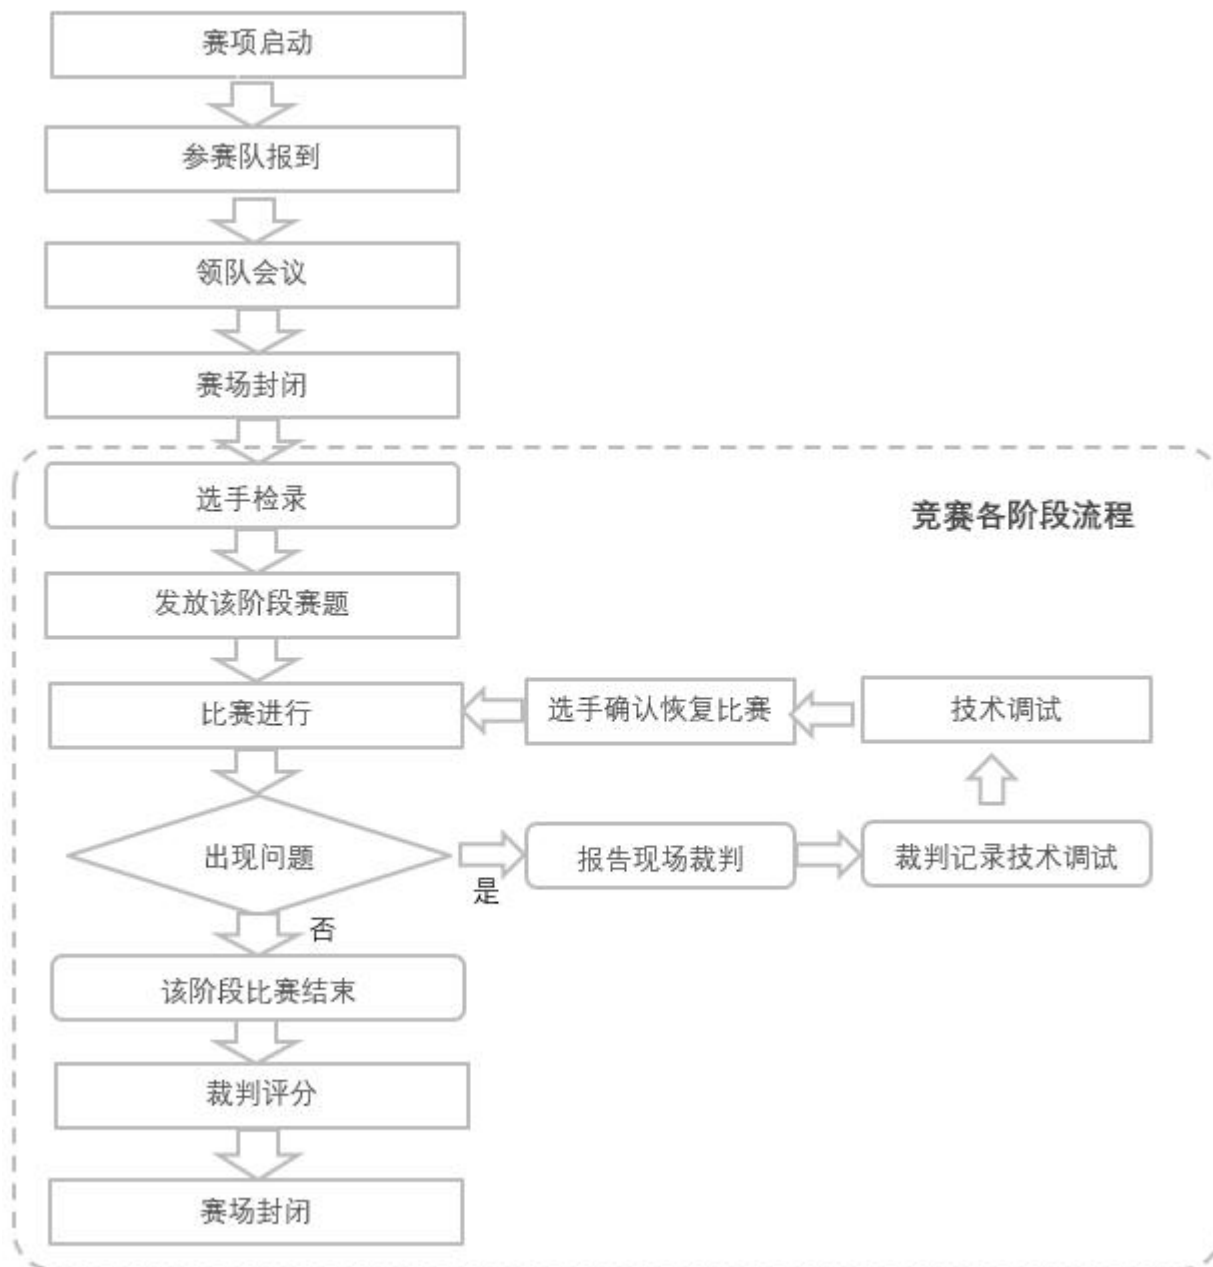 赛项启动
参赛队报到
领队会议
赛场封闭
选手检录
竞赛各阶段流程
发放该阶段赛题
比赛进行
选手确认恢复比赛
技术调试
出现问题
是
报告现场裁判
裁判记录技术调试
否
该阶段比赛结束
裁判评分
赛场封闭